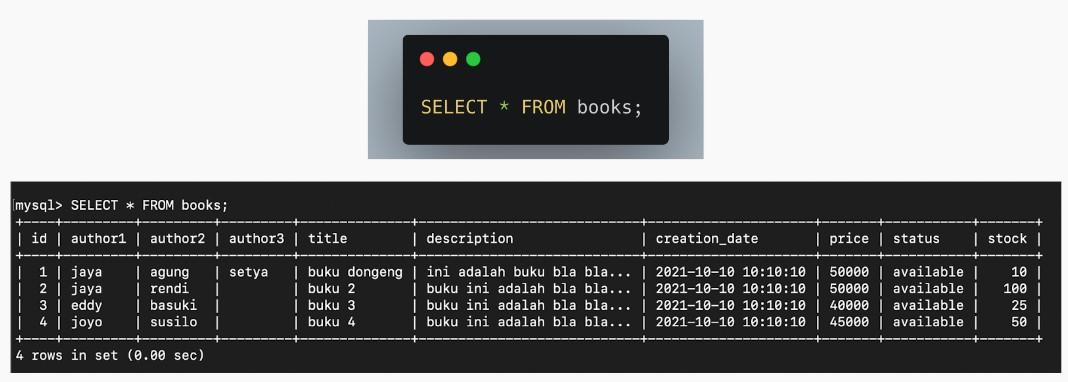 SELECT * FROM books;
mysql> SELECT * FROM books;
+----+---------+---------+---------+--------------+----------------------------+---------------------+-------+-----------+-------+
| id | author1 | author2 | author3 | title        | description                | creation_date       | price | status    | stock |
+----+---------+---------+---------+--------------+----------------------------+---------------------+-------+-----------+-------+
|  1 | jaya    | agung   | setya   | buku dongeng | ini adalah buku bla bla... | 2021-10-10 10:10:10 | 50000 | available |    10 |
|  2 | jaya    | rendi   |         | buku 2       | buku ini adalah bla bla... | 2021-10-10 10:10:10 | 50000 | available |   100 |
|  3 | eddy    | basuki  |         | buku 3       | buku ini adalah bla bla... | 2021-10-10 10:10:10 | 40000 | available |    25 |
|  4 | joyo    | susilo  |         | buku 4       | buku ini adalah bla bla... | 2021-10-10 10:10:10 | 45000 | available |    50 |
+----+---------+---------+---------+--------------+----------------------------+---------------------+-------+-----------+-------+
4 rows in set (0.00 sec)